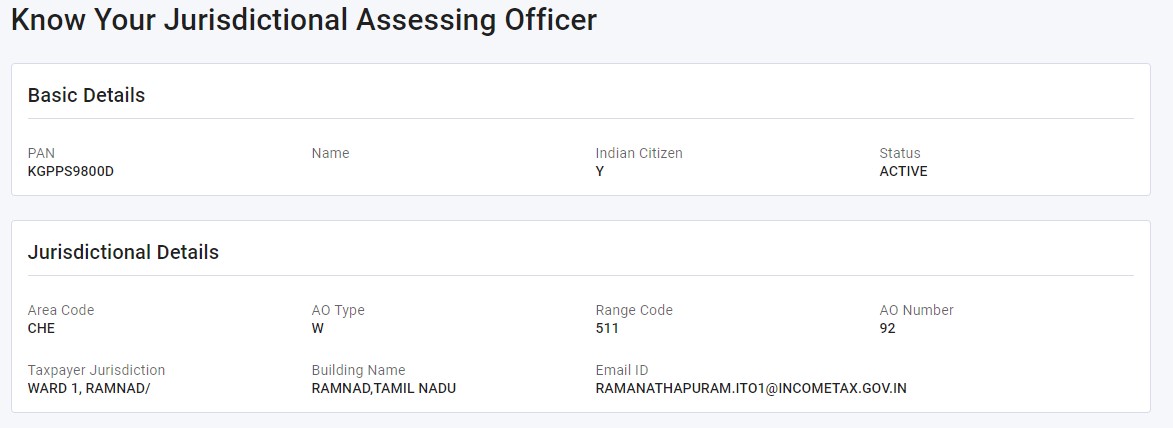 Know Your Jurisdictional Assessing Officer
Basic Details
PAN Name Indian Citizen Status
KGPPS9800D Y ACTIVE
Jurisdictional Details
Area Code AO Type Range Code AO Number
CHE W 511 92
Taxpayer Jurisdiction Building Name Email ID
WARD 1, RAMNAD/ RAMNAD,TAMIL NADU RAMANATHAPURAM.ITO1@INCOMETAX.GOV.IN